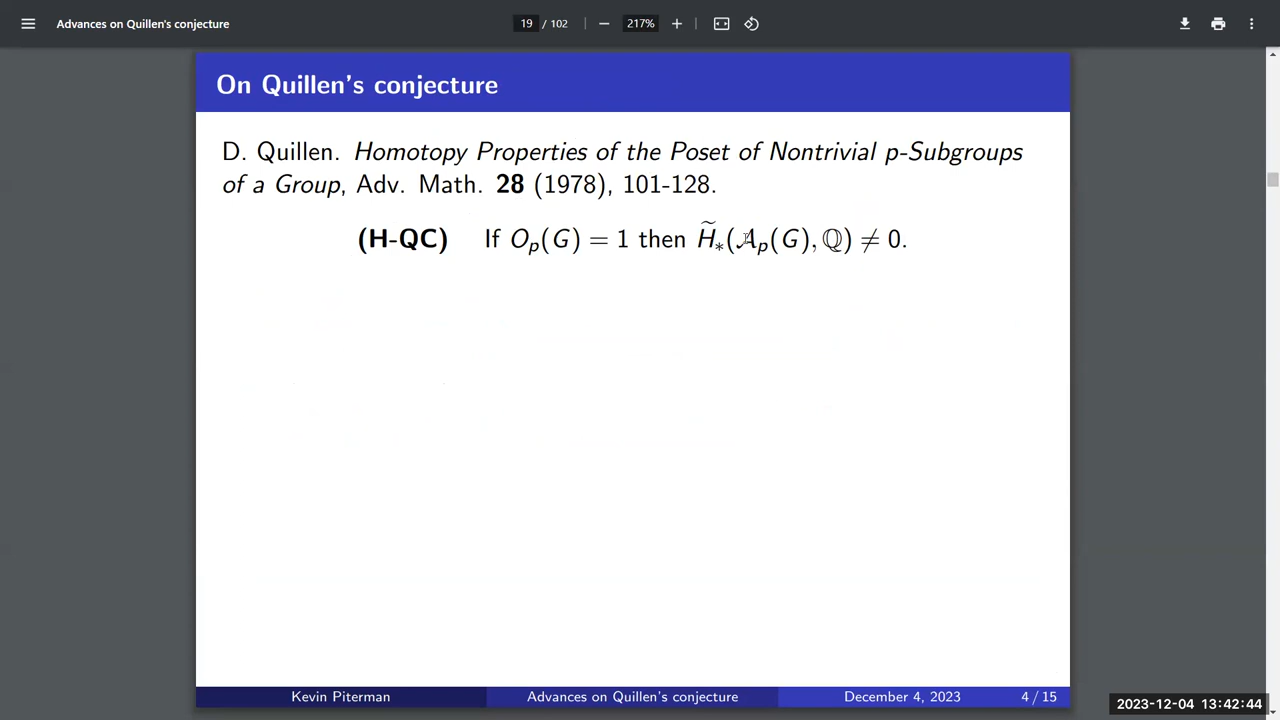 Advances on Quillen's conjecture
19 / 102
217%
On Quillen's conjecture
D. Quillen. Homotopy Properties of the Poset of Nontrivial p-Subgroups
of a Group, Adv. Math. 28 (1978), 101-128.
(H-QC) If Oₚ(G) = 1 then H̃∗(𝒜ₚ(G), ℚ) ≠ 0.
Kevin Piterman
Advances on Quillen's conjecture
December 4, 2023
4 / 15
2023-12-04 13:42:44